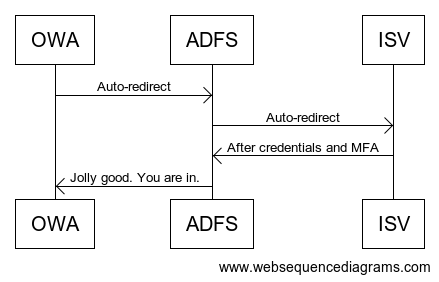 OWA ADFS ISV
Auto-redirect
Auto-redirect
After credentials and MFA
Jolly good. You are in.
OWA ADFS ISV
www.websequencediagrams.com